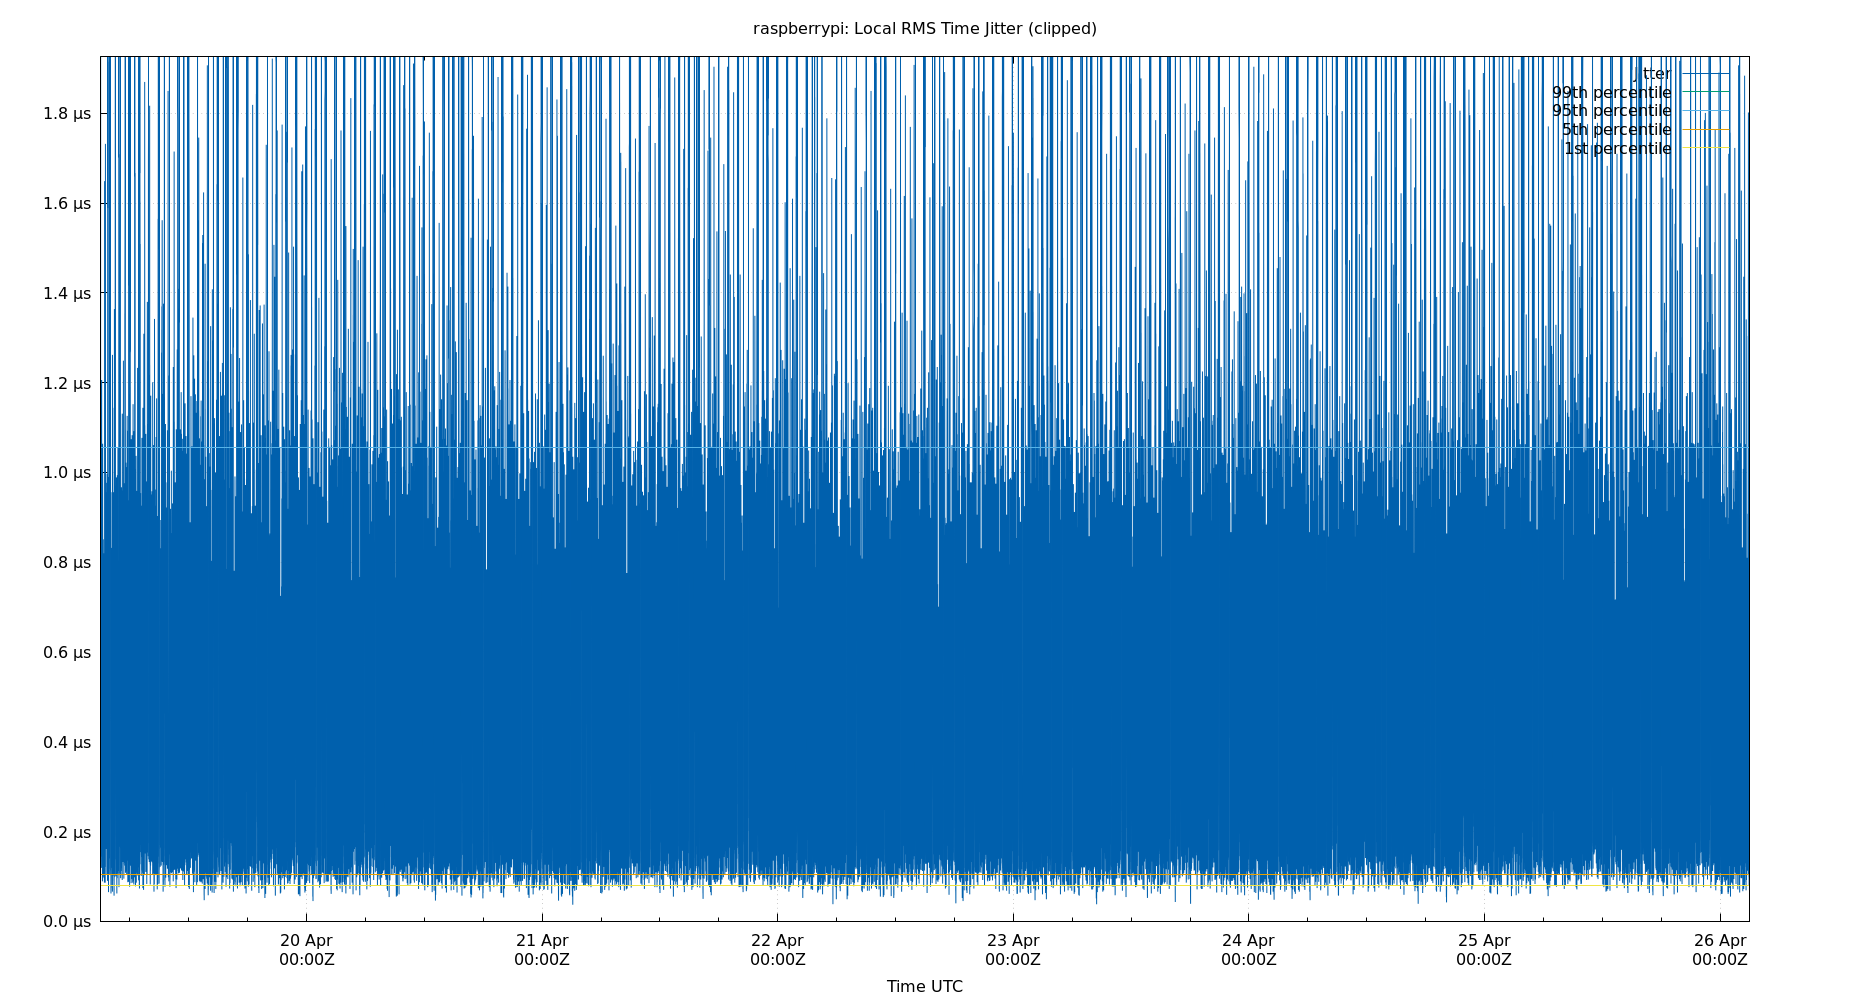 raspberrypi: Local RMS Time Jitter (clipped)
Jitter
99th percentile
95th percentile
5th percentile
1st percentile
1.8 µs
1.6 µs
1.4 µs
1.2 µs
1.0 µs
0.8 µs
0.6 µs
0.4 µs
0.2 µs
0.0 µs
20 Apr 21 Apr 22 Apr 23 Apr 24 Apr 25 Apr 26 Apr
00:00Z 00:00Z 00:00Z 00:00Z 00:00Z 00:00Z 00:00Z
Time UTC